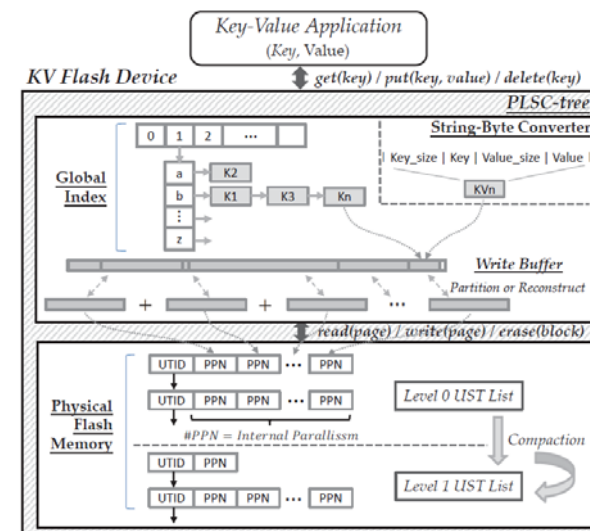 Key-Value Application
(Key, Value)
KV Flash Device
get(key) / put(key, value) / delete(key)
PLSC-tree
String-Byte Converter
0 1 2 ...
| Key_size | Key | Value_size | Value |
Global
Index
a K2
b K1 K3 Kn
KVn
⋮
z
Write Buffer
Partition or Reconstruct
+ + ...
read(page) / write(page) / erase(block)
UTID PPN PPN ... PPN
UTID PPN PPN ... PPN
Level 0 UST List
Physical
Flash
Memory
#PPN = Internal Parallissm
Compaction
UTID PPN
Level 1 UST List
UTID PPN PPN ... PPN